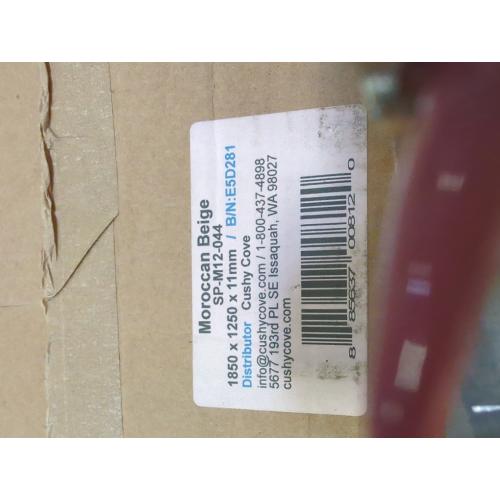 Moroccan Beige
SP-M12-044
1850 x 1250 x 11mm / B/N:E5D281
Distributor Cushy Cove
info@cushycove.com / 1-800-437-4898
5677 193rd PL SE Issaquah, WA 98027
cushycove.com
8 85637 00812 0